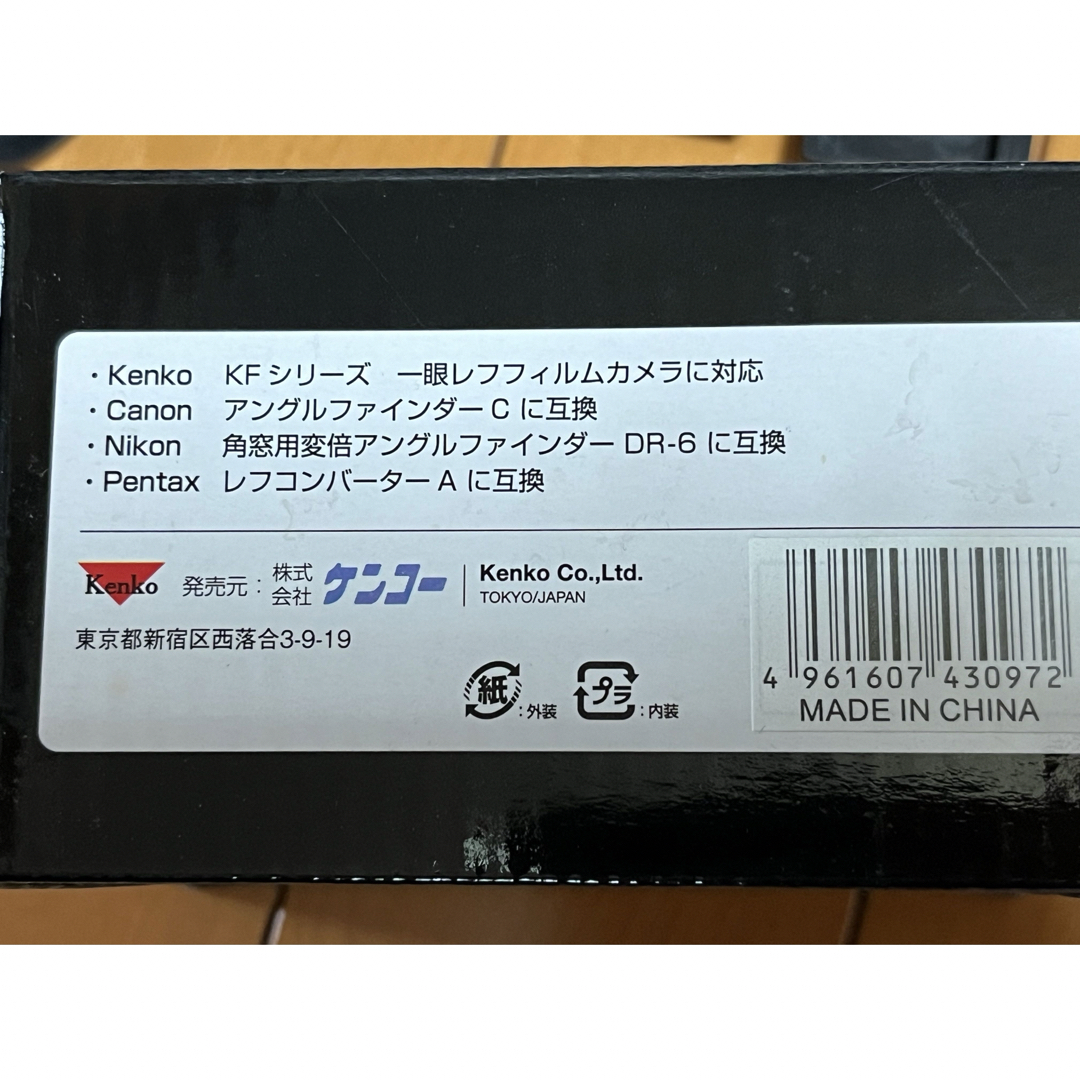 ・Kenko KFシリーズ 一眼レフフィルムカメラに対応
・Canon アングルファインダーC に互換
・Nikon 角窓用変倍アングルファインダー DR-6 に互換
・Pentax レフコンバーターA に互換
Kenko 発売元：株式会社 ケンコー Kenko Co.,Ltd.
TOKYO/JAPAN
東京都新宿区西落合3-9-19
紙 :外装 プラ :内装
4 961607 430972
MADE IN CHINA